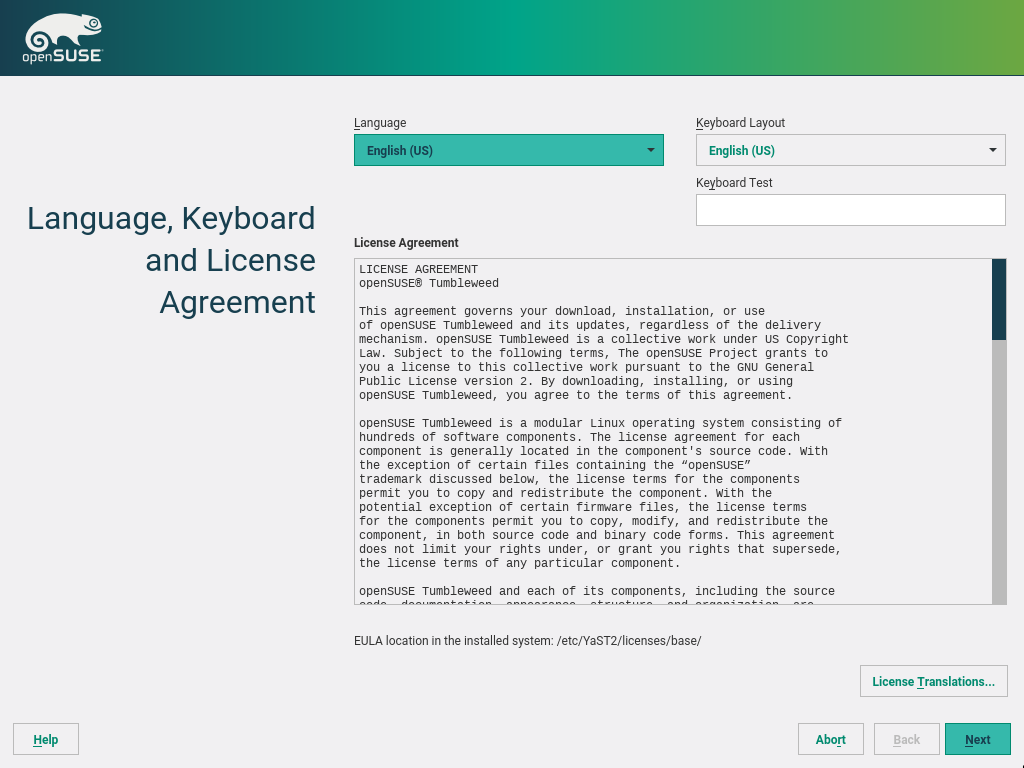 openSUSE
Language, Keyboard
and License
Agreement
Language
English (US)
Keyboard Layout
English (US)
Keyboard Test
License Agreement
LICENSE AGREEMENT
openSUSE® Tumbleweed
This agreement governs your download, installation, or use
of openSUSE Tumbleweed and its updates, regardless of the delivery
mechanism. openSUSE Tumbleweed is a collective work under US Copyright
Law. Subject to the following terms, The openSUSE Project grants to
you a license to this collective work pursuant to the GNU General
Public License version 2. By downloading, installing, or using
openSUSE Tumbleweed, you agree to the terms of this agreement.
openSUSE Tumbleweed is a modular Linux operating system consisting of
hundreds of software components. The license agreement for each
component is generally located in the component's source code. With
the exception of certain files containing the “openSUSE”
trademark discussed below, the license terms for the components
permit you to copy and redistribute the component. With the
potential exception of certain firmware files, the license terms
for the components permit you to copy, modify, and redistribute the
component, in both source code and binary code forms. This agreement
does not limit your rights under, or grant you rights that supersede,
the license terms of any particular component.
openSUSE Tumbleweed and each of its components, including the source
code, documentation, appearance, structure, and organization, are
EULA location in the installed system: /etc/YaST2/licenses/base/
License Translations...
Help
Abort
Back
Next